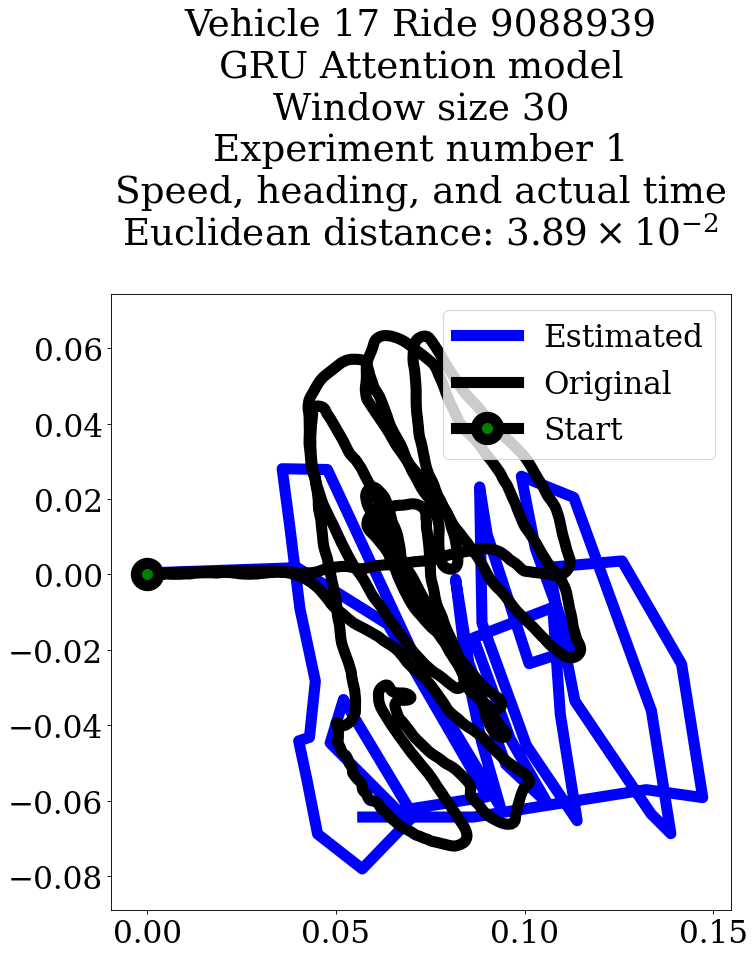 Vehicle 17 Ride 9088939
GRU Attention model
Window size 30
Experiment number 1
Speed, heading, and actual time
Euclidean distance: 3.89 × 10⁻²
Estimated
Original
Start
0.06
0.04
0.02
0.00
−0.02
−0.04
−0.06
−0.08
0.00 0.05 0.10 0.15